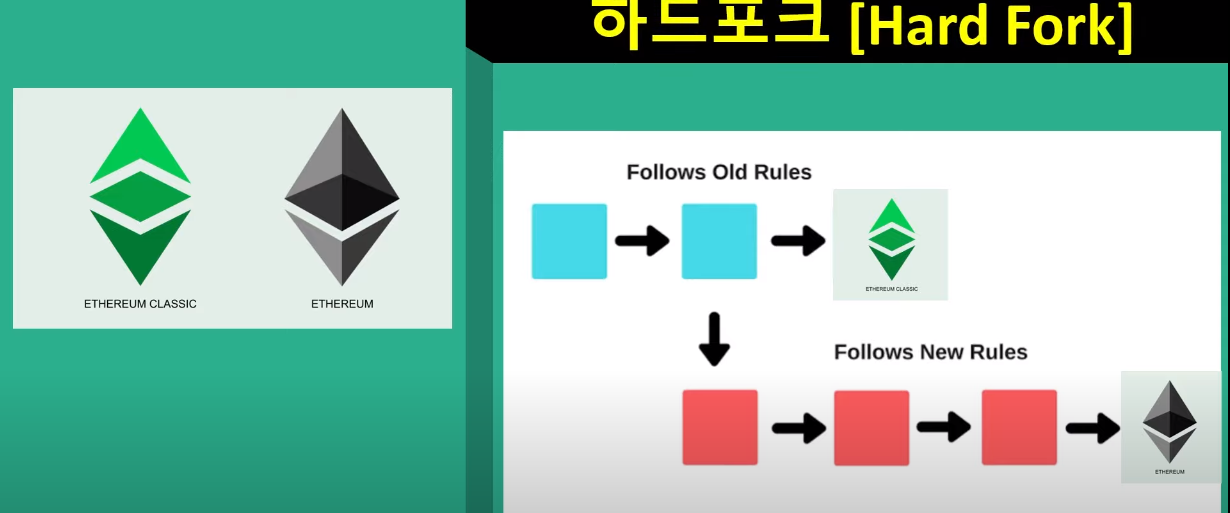 하드포크 [Hard Fork]
ETHEREUM CLASSIC
ETHEREUM
Follows Old Rules
ETHEREUM CLASSIC
Follows New Rules
ETHEREUM